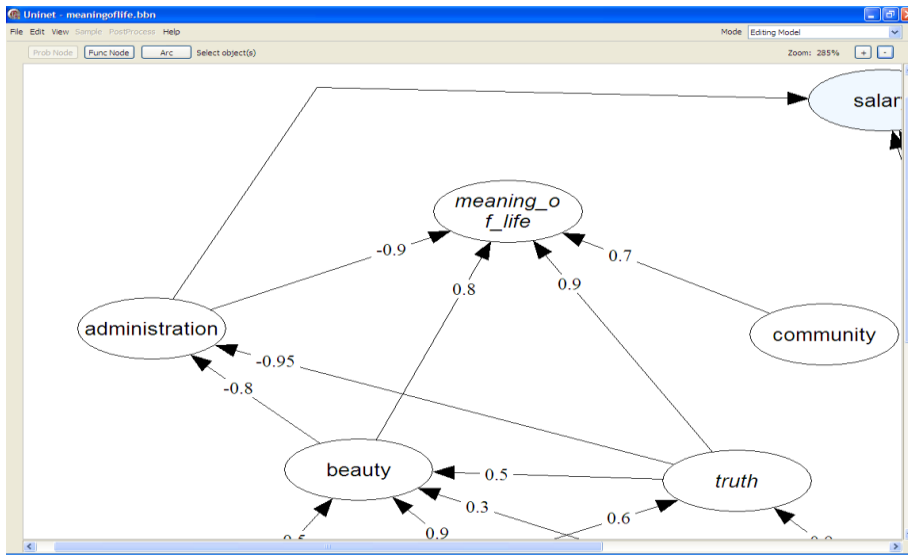 Uninet - meaningoflife.bbn
File Edit View Sample PostProcess Help
Mode Editing Model
Prob Node Func Node Arc Select object(s)
Zoom: 285% + -
salar
meaning_o
f_life
-0.9
0.7
0.8
0.9
administration
community
-0.95
-0.8
beauty
0.5
truth
0.3
0.6
0.9